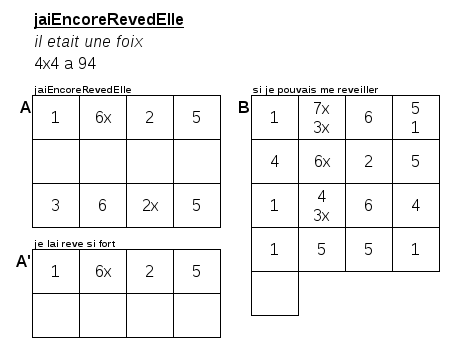 jaiEncoreRevedElle
il etait une foix
4x4 a 94
jaiEncoreRevedElle
A
1 6x 2 5
3 6 2x 5
je lai reve si fort
A'
1 6x 2 5
si je pouvais me reveiller
B
1 7x 3x 6 5 1
4 6x 2 5
1 4 3x 6 4
1 5 5 1